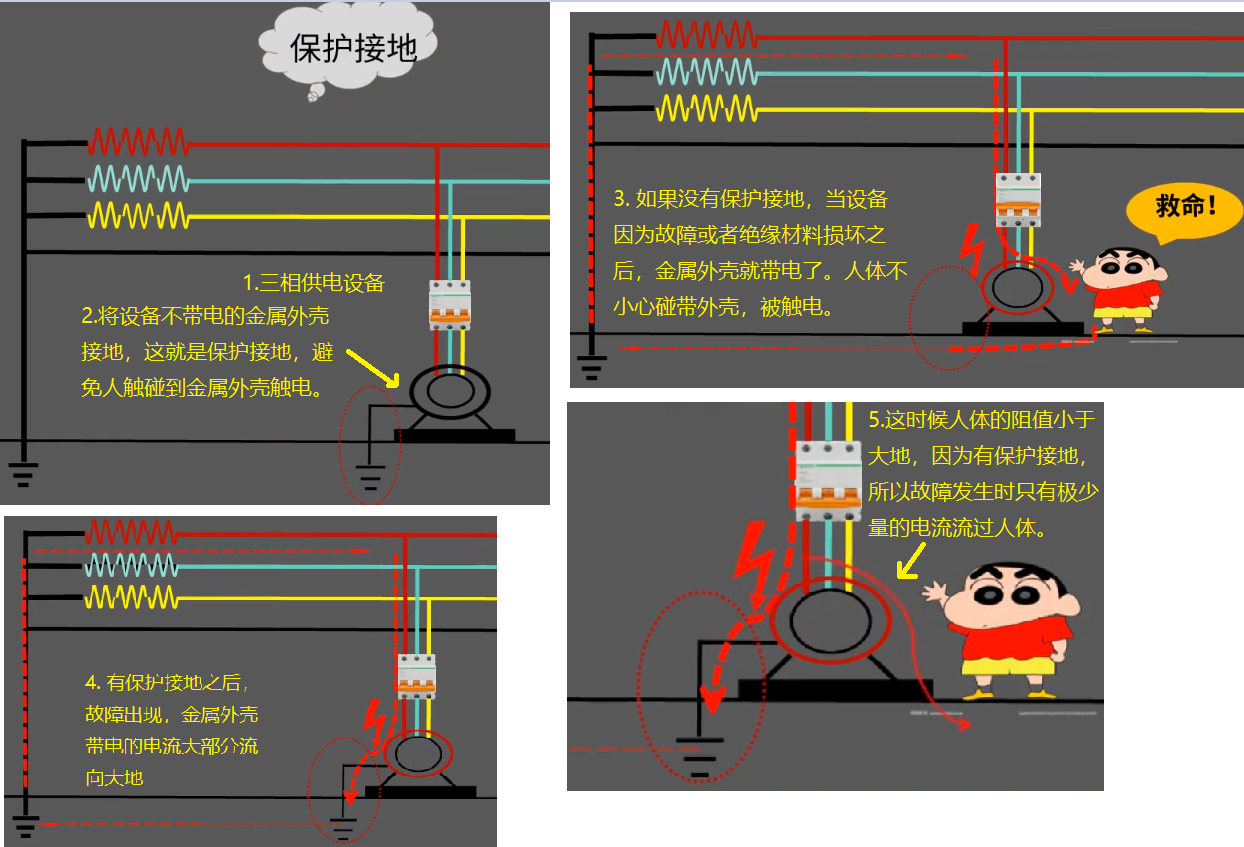 保护接地
1.三相供电设备
2.将设备不带电的金属外壳
接地，这就是保护接地，避
免人触碰到金属外壳触电。
3. 如果没有保护接地，当设备
因为故障或者绝缘材料损坏之
后，金属外壳就带电了。人体不
小心碰带外壳，被触电。
救命！
4. 有保护接地之后，
故障出现，金属外壳
带电的电流大部分流
向大地
5.这时候人体的阻值小于
大地，因为有保护接地，
所以故障发生时只有极少
量的电流流过人体。